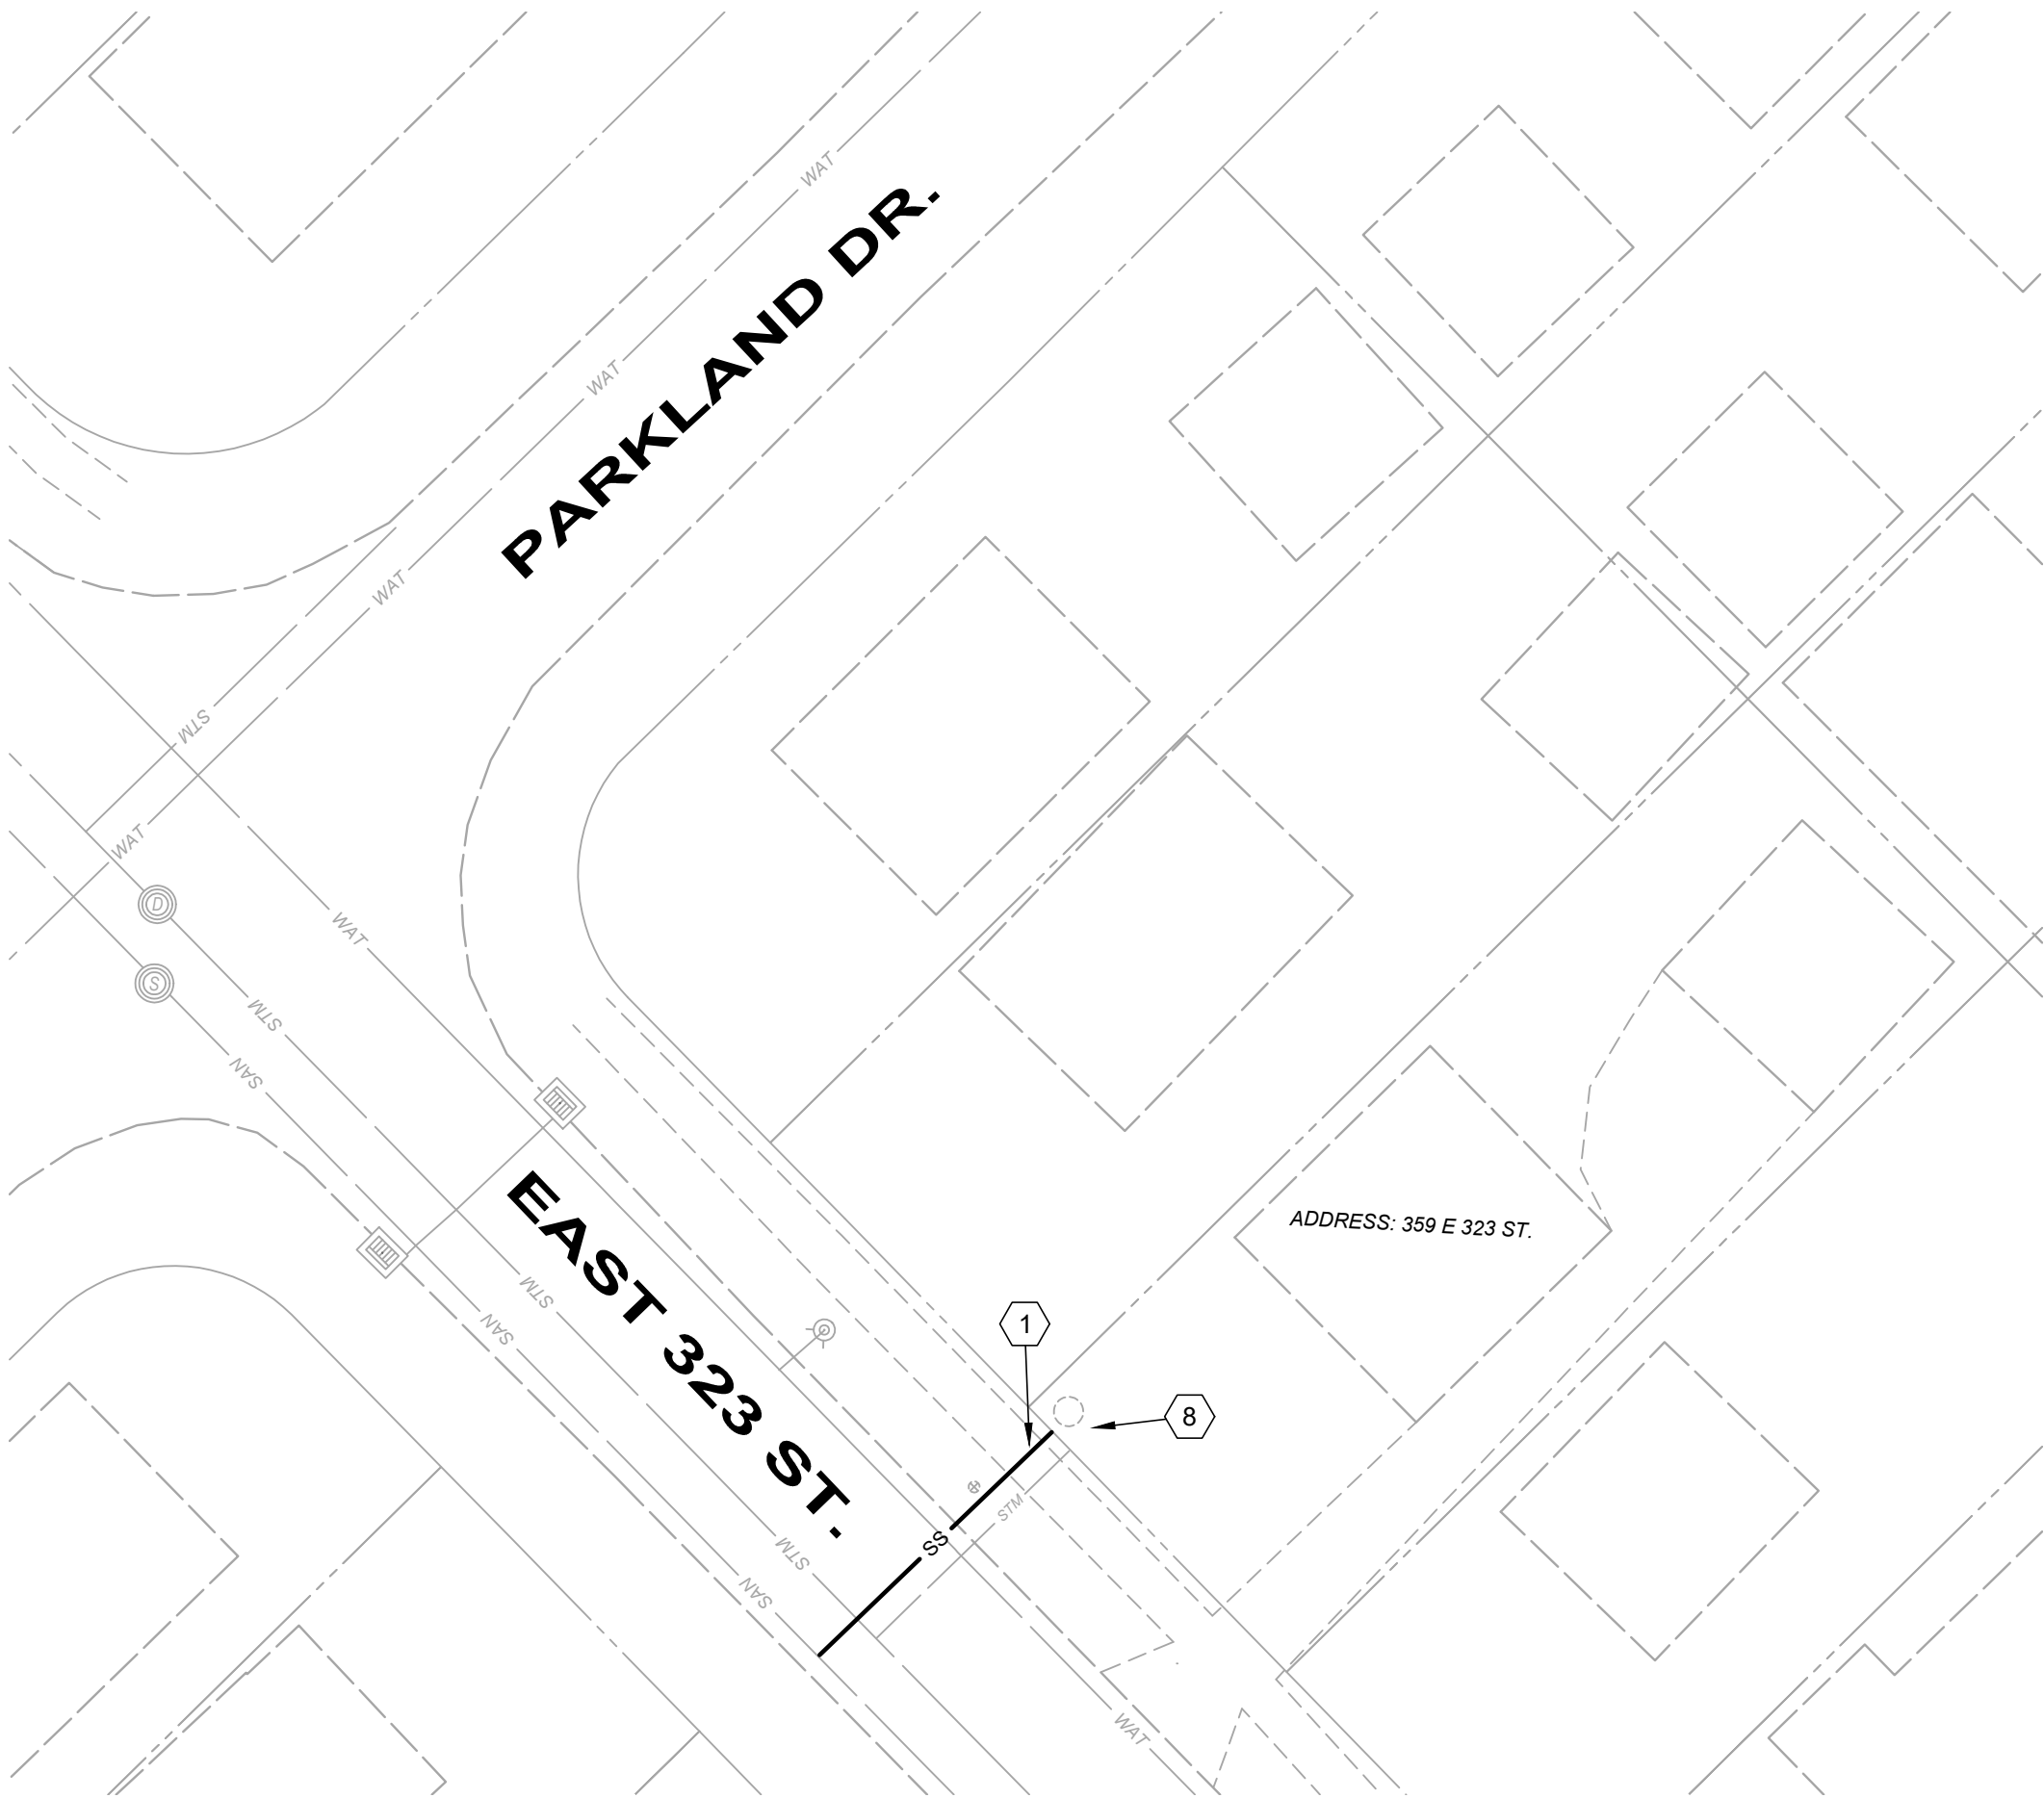 WAT
PARKLAND DR.
WAT
WAT
STM
WAT
D
WAT
S
STM
SAN
EAST 323 ST.
ADDRESS: 359 E 323 ST.
STM
SAN
1
8
STM
SS
STM
SAN
WAT